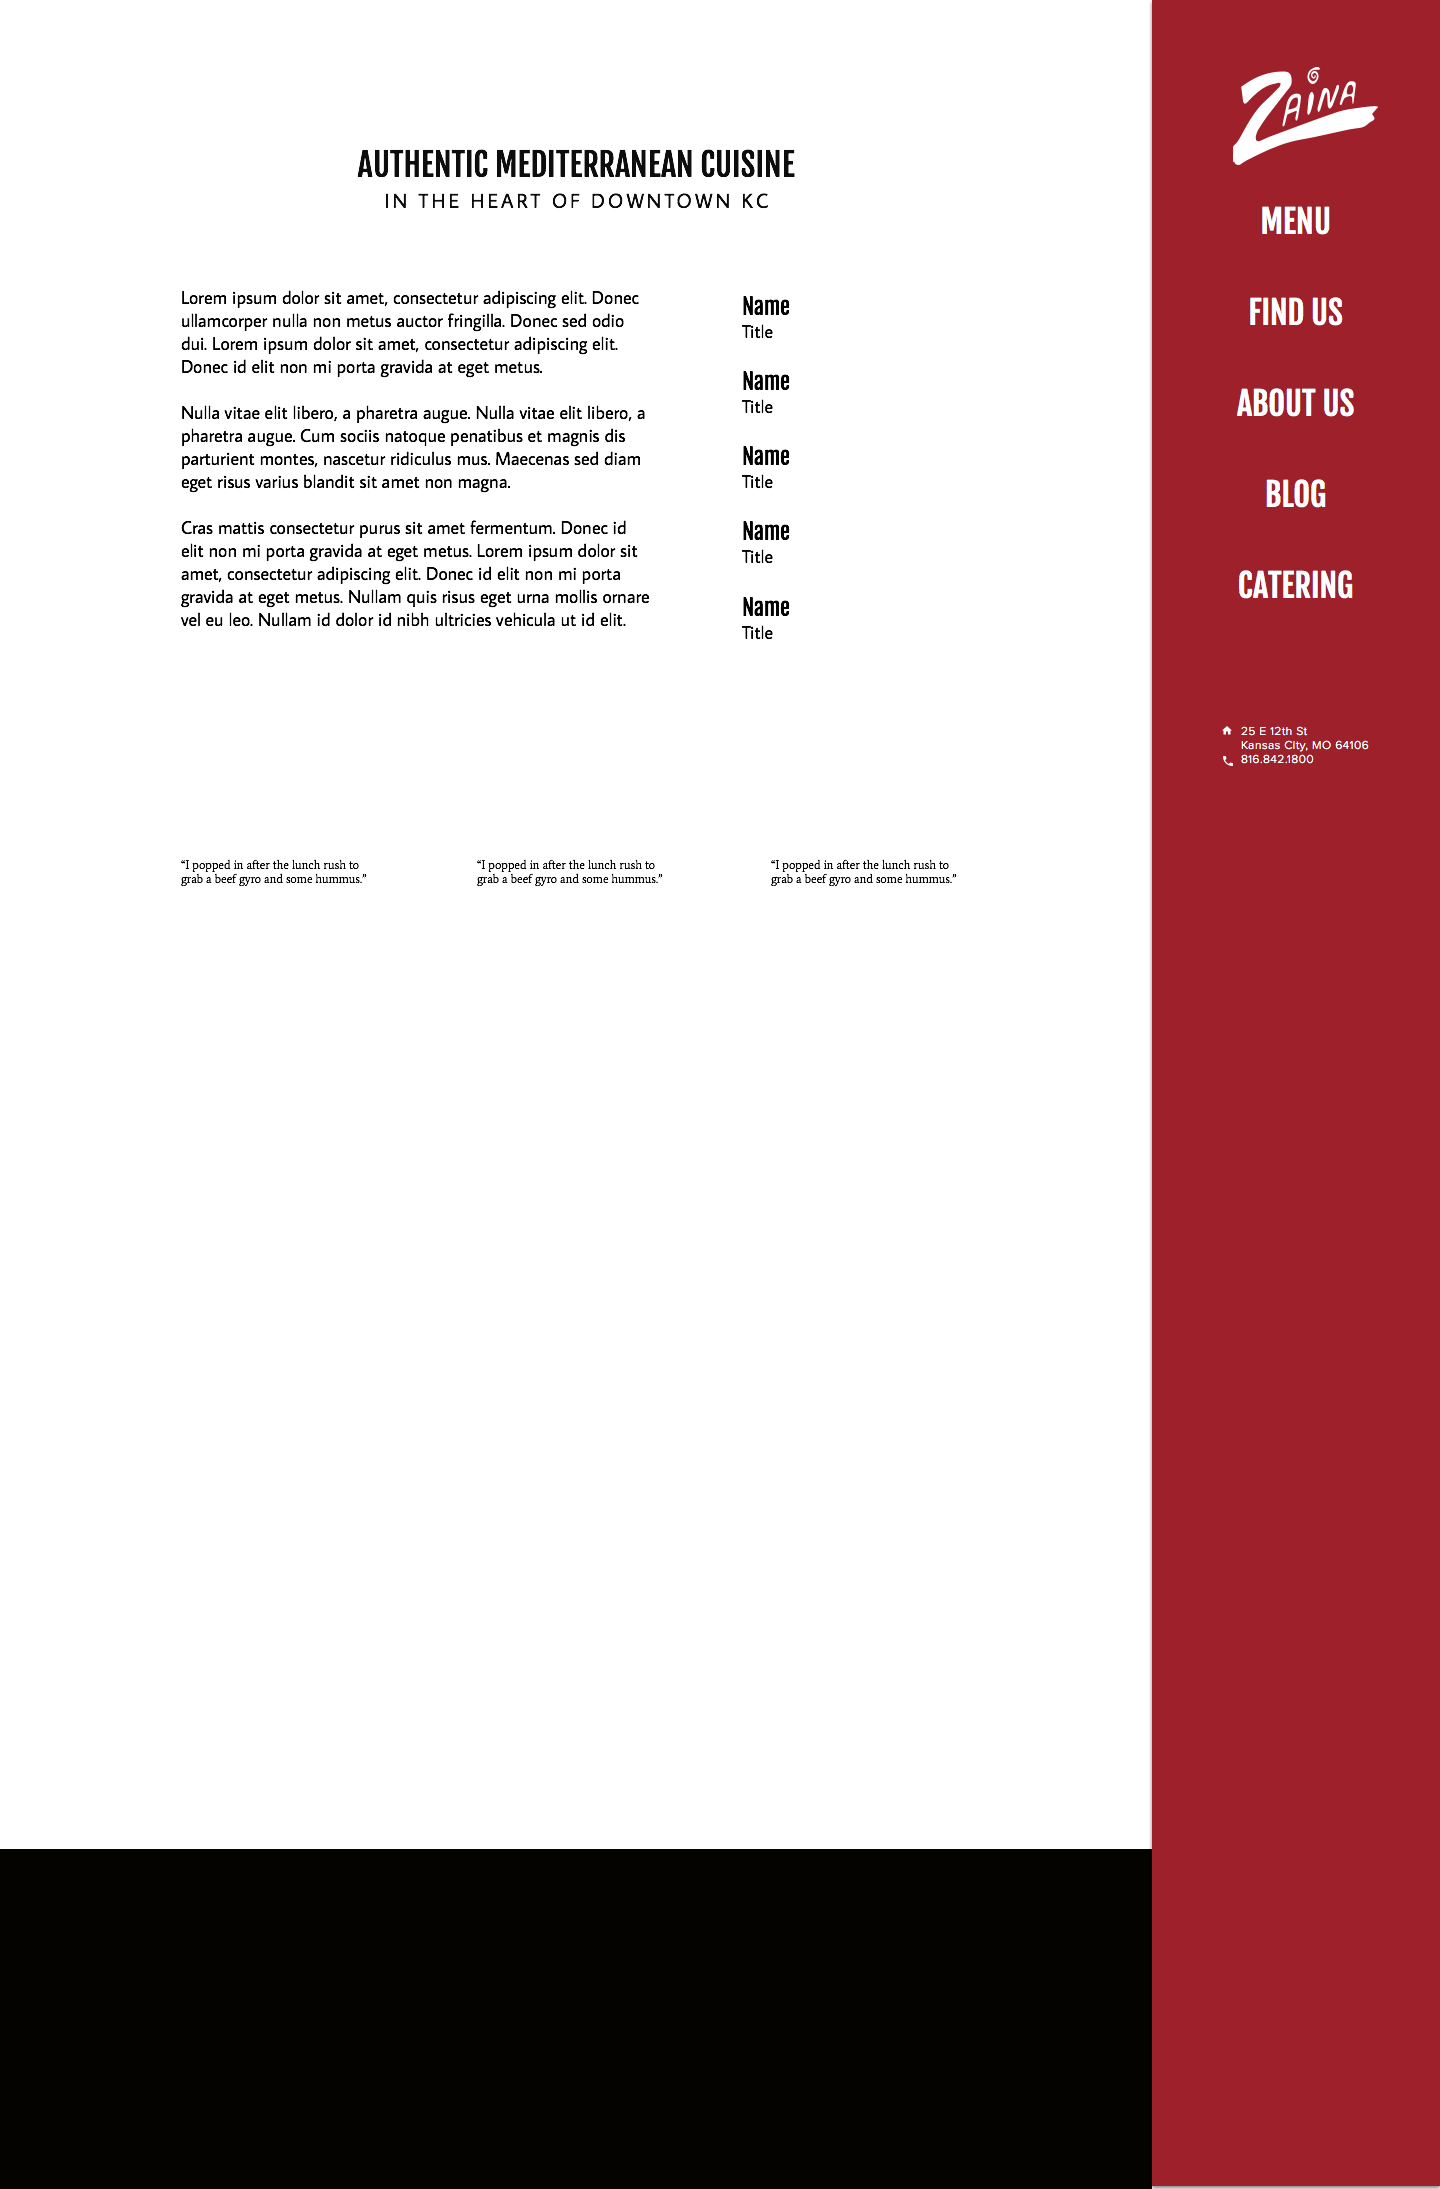 AUTHENTIC MEDITERRANEAN CUISINE
IN THE HEART OF DOWNTOWN KC
Lorem ipsum dolor sit amet, consectetur adipiscing elit. Donec
ullamcorper nulla non metus auctor fringilla. Donec sed odio
dui. Lorem ipsum dolor sit amet, consectetur adipiscing elit.
Donec id elit non mi porta gravida at eget metus.
Nulla vitae elit libero, a pharetra augue. Nulla vitae elit libero, a
pharetra augue. Cum sociis natoque penatibus et magnis dis
parturient montes, nascetur ridiculus mus. Maecenas sed diam
eget risus varius blandit sit amet non magna.
Cras mattis consectetur purus sit amet fermentum. Donec id
elit non mi porta gravida at eget metus. Lorem ipsum dolor sit
amet, consectetur adipiscing elit. Donec id elit non mi porta
gravida at eget metus. Nullam quis risus eget urna mollis ornare
vel eu leo. Nullam id dolor id nibh ultricies vehicula ut id elit.
Name
Title
Name
Title
Name
Title
Name
Title
Name
Title
“I popped in after the lunch rush to
grab a beef gyro and some hummus.”
“I popped in after the lunch rush to
grab a beef gyro and some hummus.”
“I popped in after the lunch rush to
grab a beef gyro and some hummus.”
ZAINA
MENU
FIND US
ABOUT US
BLOG
CATERING
25 E 12th St
Kansas City, MO 64106
816.842.1800